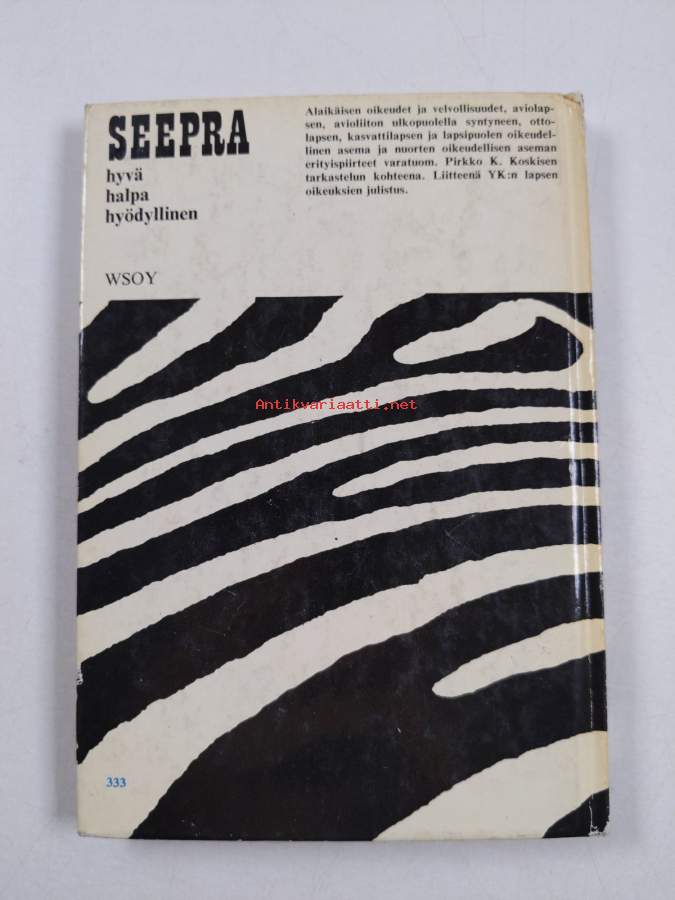 SEEPRA
hyvä
halpa
hyödyllinen
WSOY
Alaikäisen oikeudet ja velvollisuudet, aviolap-
sen, avioliiton ulkopuolella syntyneen, otto-
lapsen, kasvattilapsen ja lapsipuolen oikeudel-
linen asema ja nuorten oikeudellisen aseman
erityispiirteet varatuom. Pirkko K. Koskisen
tarkastelun kohteena. Liitteenä YK:n lapsen
oikeuksien julistus.
Antikvariaatti.net
333